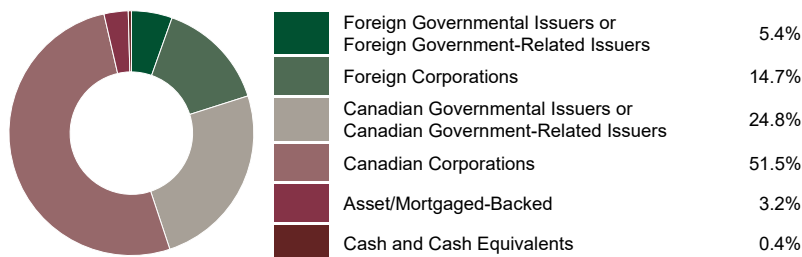 Foreign Governmental Issuers or
Foreign Government-Related Issuers 5.4%
Foreign Corporations 14.7%
Canadian Governmental Issuers or
Canadian Government-Related Issuers 24.8%
Canadian Corporations 51.5%
Asset/Mortgaged-Backed 3.2%
Cash and Cash Equivalents 0.4%